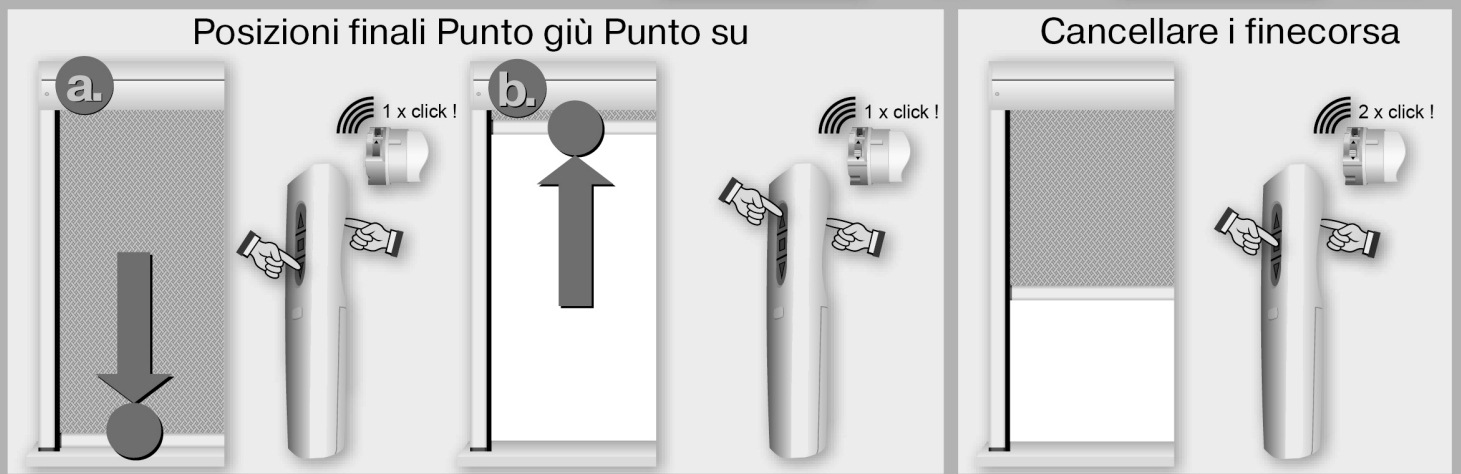 Posizioni finali Punto giù Punto su
a.
1 x click !
b.
1 x click !
Cancellare i finecorsa
2 x click !